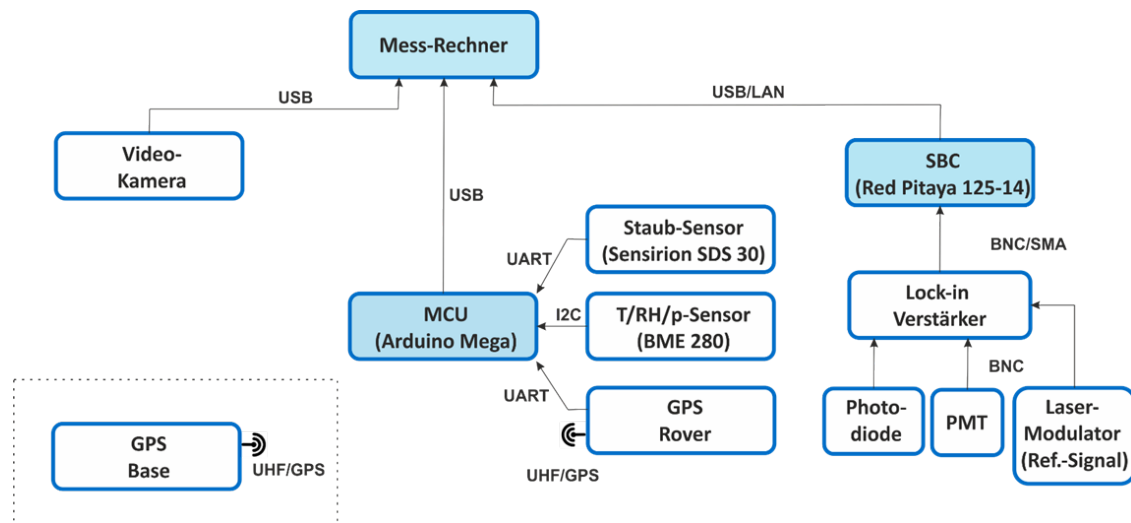 Mess-Rechner
USB
USB/LAN
Video-
Kamera
SBC
(Red Pitaya 125-14)
USB
Staub-Sensor
(Sensirion SDS 30)
UART
BNC/SMA
MCU
(Arduino Mega)
I2C
T/RH/p-Sensor
(BME 280)
Lock-in
Verstärker
BNC
UART
GPS
Rover
Photo-
diode
PMT
Laser-
Modulator
(Ref.-Signal)
GPS
Base
UHF/GPS
UHF/GPS